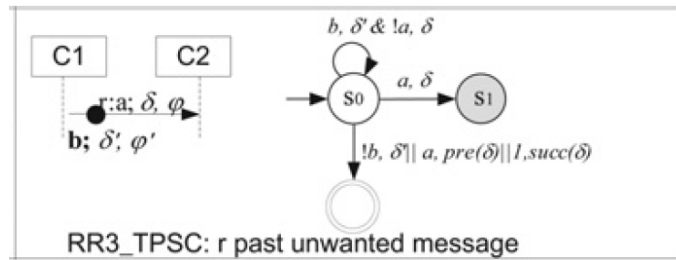 b, δ' & !a, δ
C1
C2
r:a; δ, φ
b; δ', φ'
s0
a, δ
s1
!b, δ'|| a, pre(δ)||1,succ(δ)
RR3_TPSC: r past unwanted message